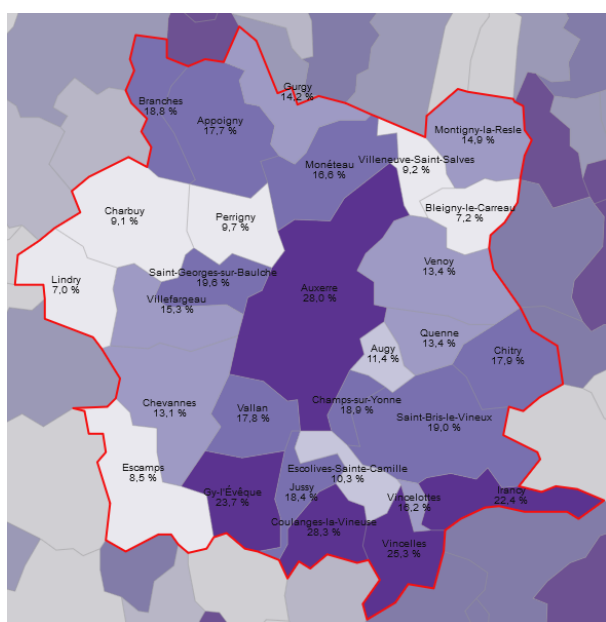 Gurgy
14,2 %
Branches
18,8 %
Appoigny
17,7 %
Montigny-la-Resle
14,9 %
Monéteau
16,6 %
Villeneuve-Saint-Salves
9,2 %
Charbuy
9,1 %
Perrigny
9,7 %
Bleigny-le-Carreau
7,2 %
Venoy
13,4 %
Lindry
7,0 %
Saint-Georges-sur-Baulche
19,6 %
Auxerre
28,0 %
Villefargeau
15,3 %
Augy
11,4 %
Quenne
13,4 %
Chitry
17,9 %
Chevannes
13,1 %
Vallan
17,8 %
Champs-sur-Yonne
18,9 %
Saint-Bris-le-Vineux
19,0 %
Escamps
8,5 %
Escolives-Sainte-Camille
10,3 %
Gy-l'Évêque
23,7 %
Jussy
18,4 %
Vincelottes
16,2 %
Irancy
22,4 %
Coulanges-la-Vineuse
28,3 %
Vincelles
25,3 %